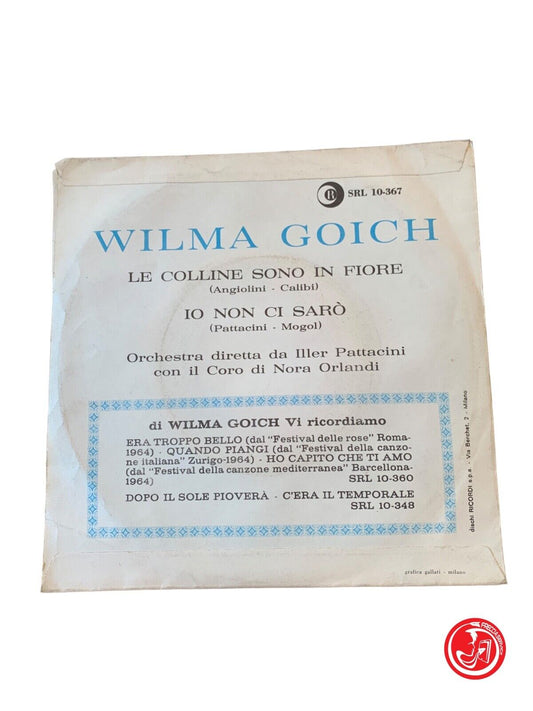 R SRL 10-367
WILMA GOICH
LE COLLINE SONO IN FIORE
(Angiolini - Calibi)
IO NON CI SARÒ
(Pattacini - Mogol)
Orchestra diretta da Iller Pattacini
con il Coro di Nora Orlandi
di WILMA GOICH Vi ricordiamo
ERA TROPPO BELLO (dal "Festival delle rose" Roma-
1964) - QUANDO PIANGI (dal "Festival della canzo-
ne italiana" Zurigo-1964) - HO CAPITO CHE TI AMO
(dal "Festival della canzone mediterranea" Barcellona-
1964) SRL 10-360
DOPO IL SOLE PIOVERÀ - C'ERA IL TEMPORALE
SRL 10-348
dischi RICORDI s.p.a. - Via Berchet, 2 - Milano
grafica gallati - milano